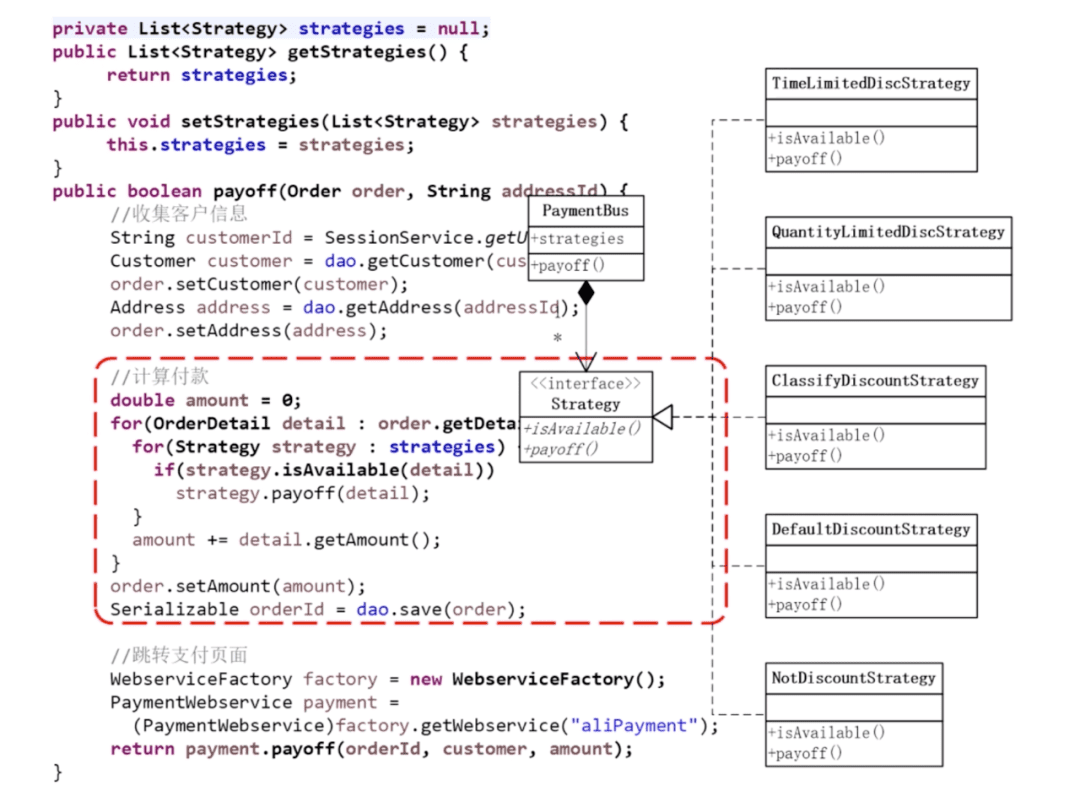 private List<Strategy> strategies = null;
public List<Strategy> getStrategies() {
return strategies;
}
public void setStrategies(List<Strategy> strategies) {
this.strategies = strategies;
}
public boolean payoff(Order order, String addressId) {
//收集客户信息
String customerId = SessionService.getU
Customer customer = dao.getCustomer(cus
order.setCustomer(customer);
Address address = dao.getAddress(addressId);
order.setAddress(address);
//计算付款
double amount = 0;
for(OrderDetail detail : order.getDeta
for(Strategy strategy : strategies)
if(strategy.isAvailable(detail))
strategy.payoff(detail);
}
amount += detail.getAmount();
}
order.setAmount(amount);
Serializable orderId = dao.save(order);
//跳转支付页面
WebserviceFactory factory = new WebserviceFactory();
PaymentWebservice payment =
(PaymentWebservice)factory.getWebservice("aliPayment");
return payment.payoff(orderId, customer, amount);
}
PaymentBus
+strategies
+payoff()
*
<<interface>>
Strategy
+isAvailable()
+payoff()
TimeLimitedDiscStrategy
+isAvailable()
+payoff()
QuantityLimitedDiscStrategy
+isAvailable()
+payoff()
ClassifyDiscountStrategy
+isAvailable()
+payoff()
DefaultDiscountStrategy
+isAvailable()
+payoff()
NotDiscountStrategy
+isAvailable()
+payoff()